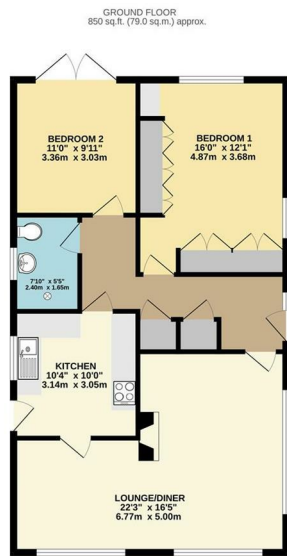 GROUND FLOOR
850 sq.ft. (79.0 sq.m.) approx.
BEDROOM 2
11'0" x 9'11"
3.36m x 3.03m
BEDROOM 1
16'0" x 12'1"
4.87m x 3.68m
7'10" x 5'5"
2.40m x 1.65m
KITCHEN
10'4" x 10'0"
3.14m x 3.05m
LOUNGE/DINER
22'3" x 16'5"
6.77m x 5.00m